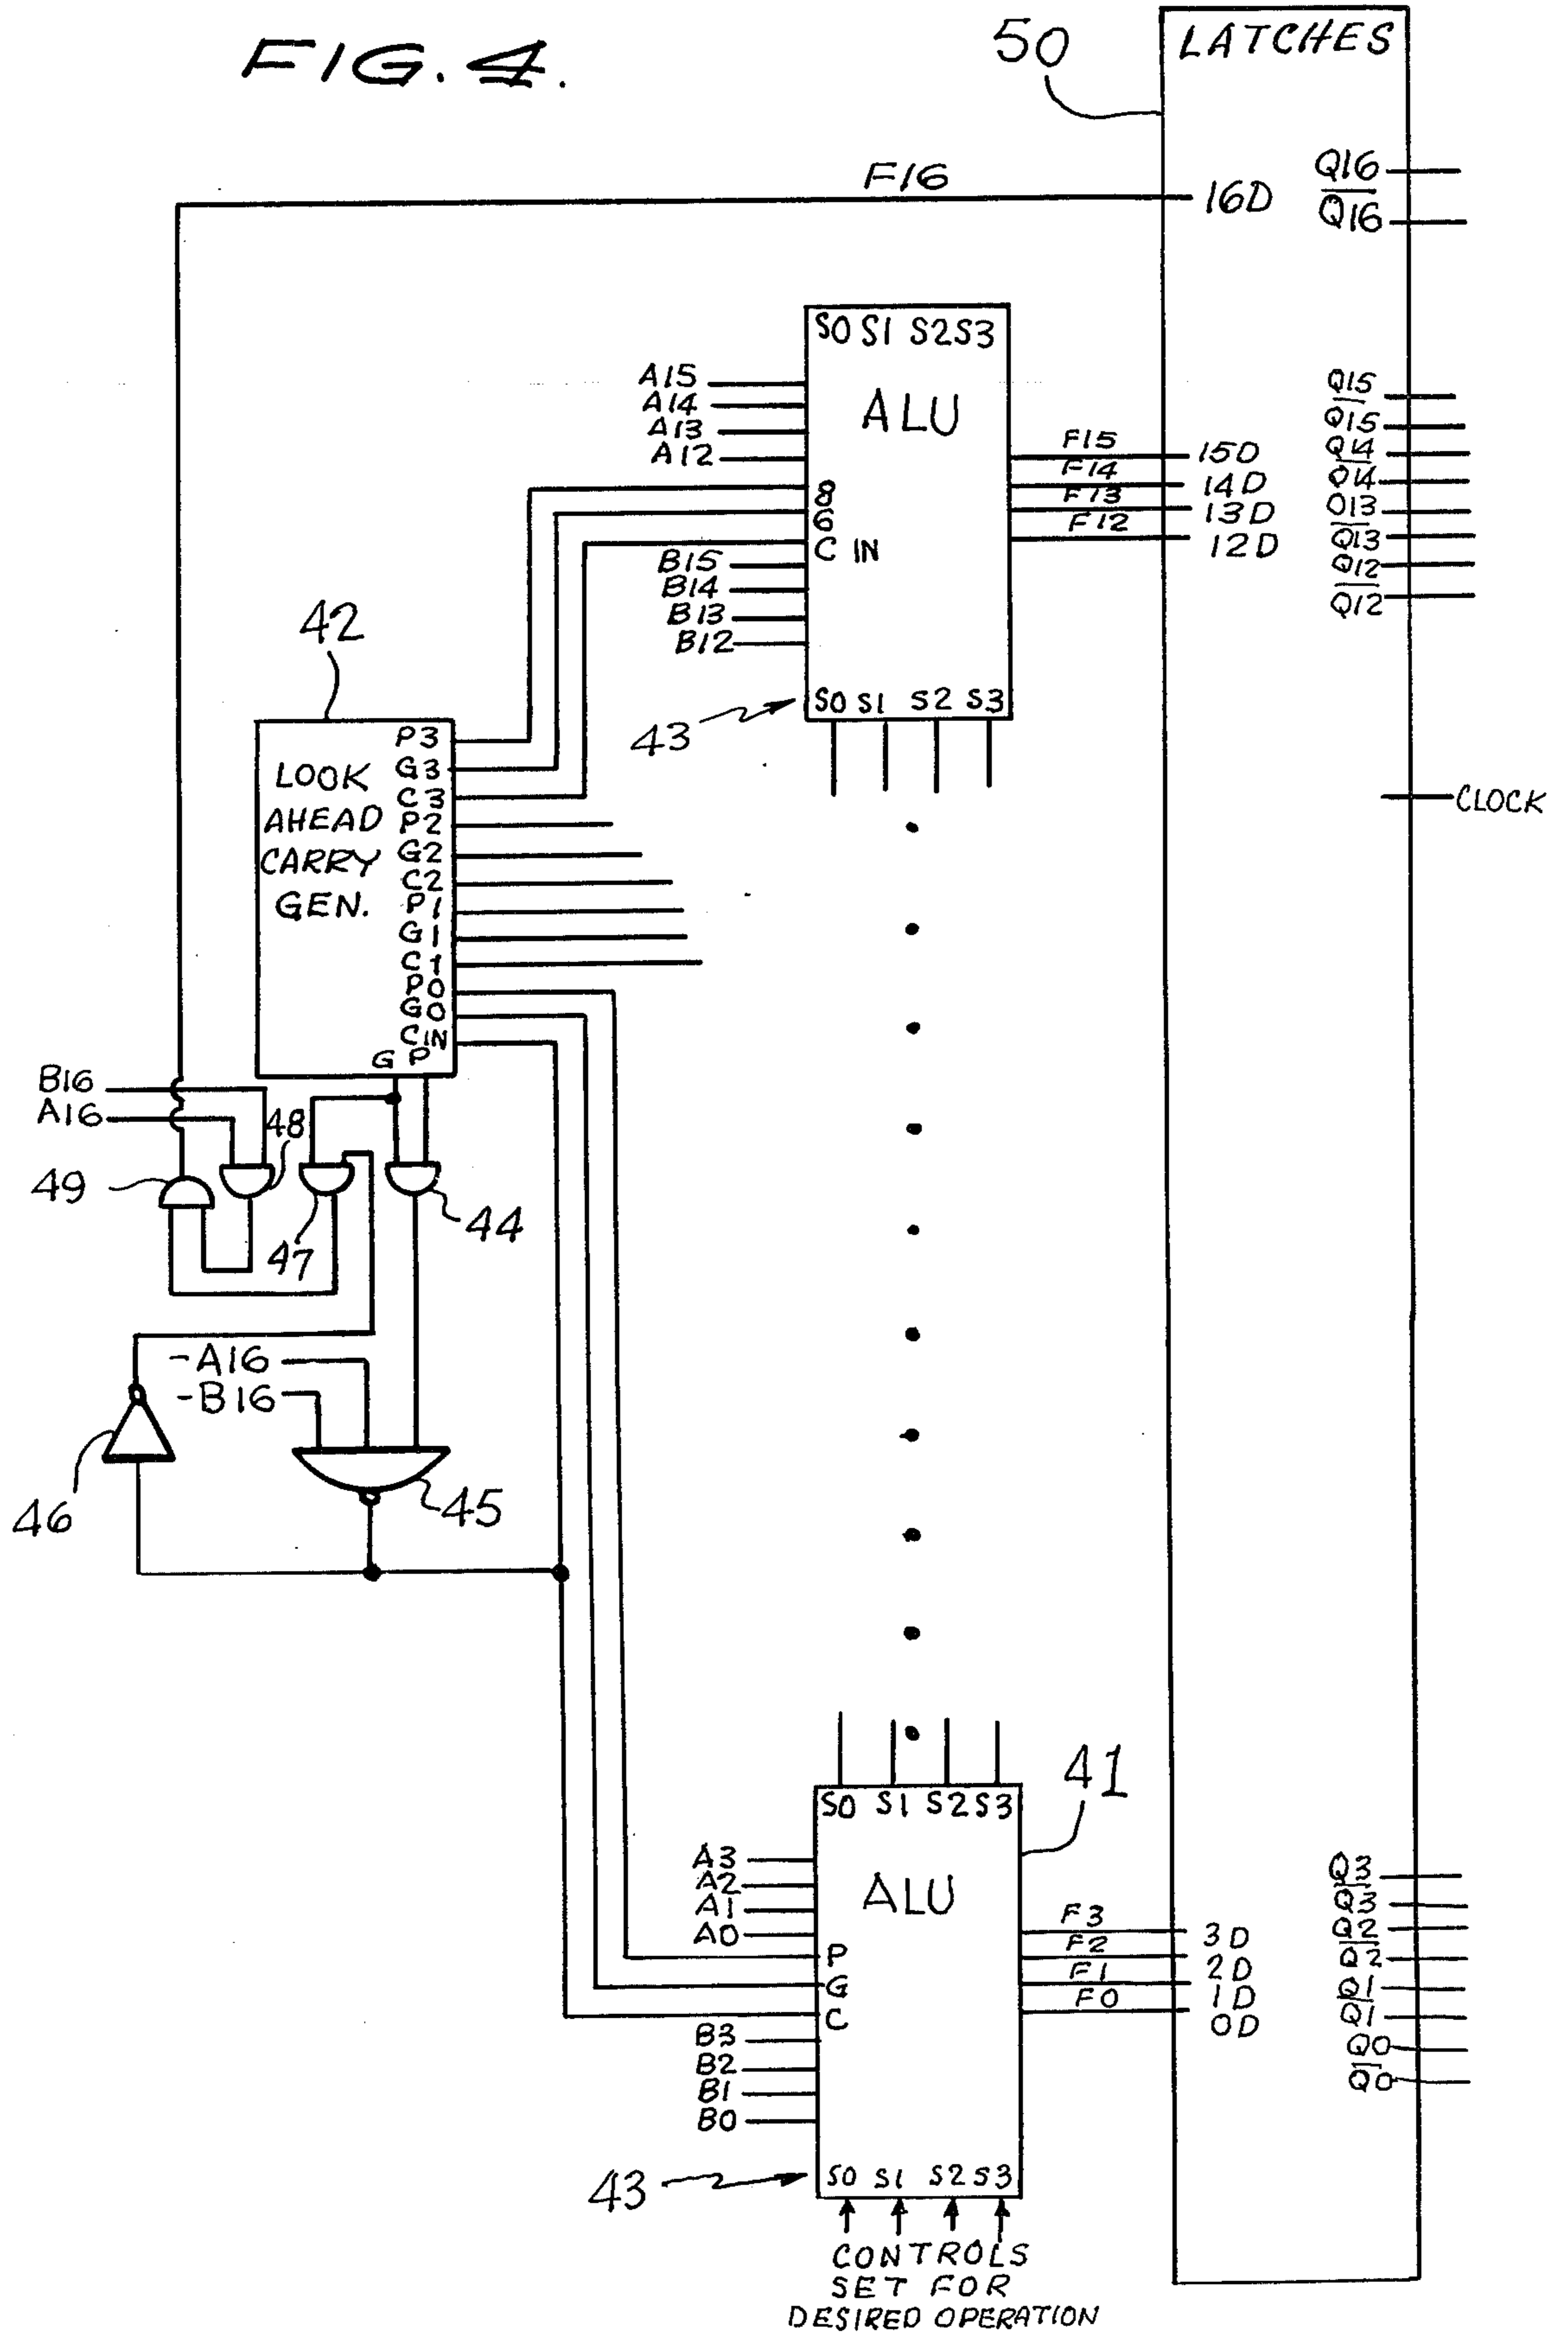 FIG. 4.
50
LATCHES
F16
16D
Q16
Q16
S0 S1 S2 S3
ALU
A15
A14
A13
A12
8
6
C IN
B15
B14
B13
B12
S0 S1 S2 S3
43
F15
F14
F13
F12
15D
14D
13D
12D
Q15
Q15
Q14
Q14
Q13
Q13
Q12
Q12
CLOCK
42
LOOK
AHEAD
CARRY
GEN.
P3
G3
C3
P2
G2
C2
P1
G1
C1
P0
G0
CIN
G P
B16
A16
48
49
47
44
-A16
-B16
46
45
41
S0 S1 S2 S3
ALU
A3
A2
A1
A0
P
G
C
B3
B2
B1
B0
S0 S1 S2 S3
43
F3
F2
F1
F0
3D
2D
1D
0D
Q3
Q3
Q2
Q2
Q1
Q1
Q0
Q0
CONTROLS
SET FOR
DESIRED OPERATION